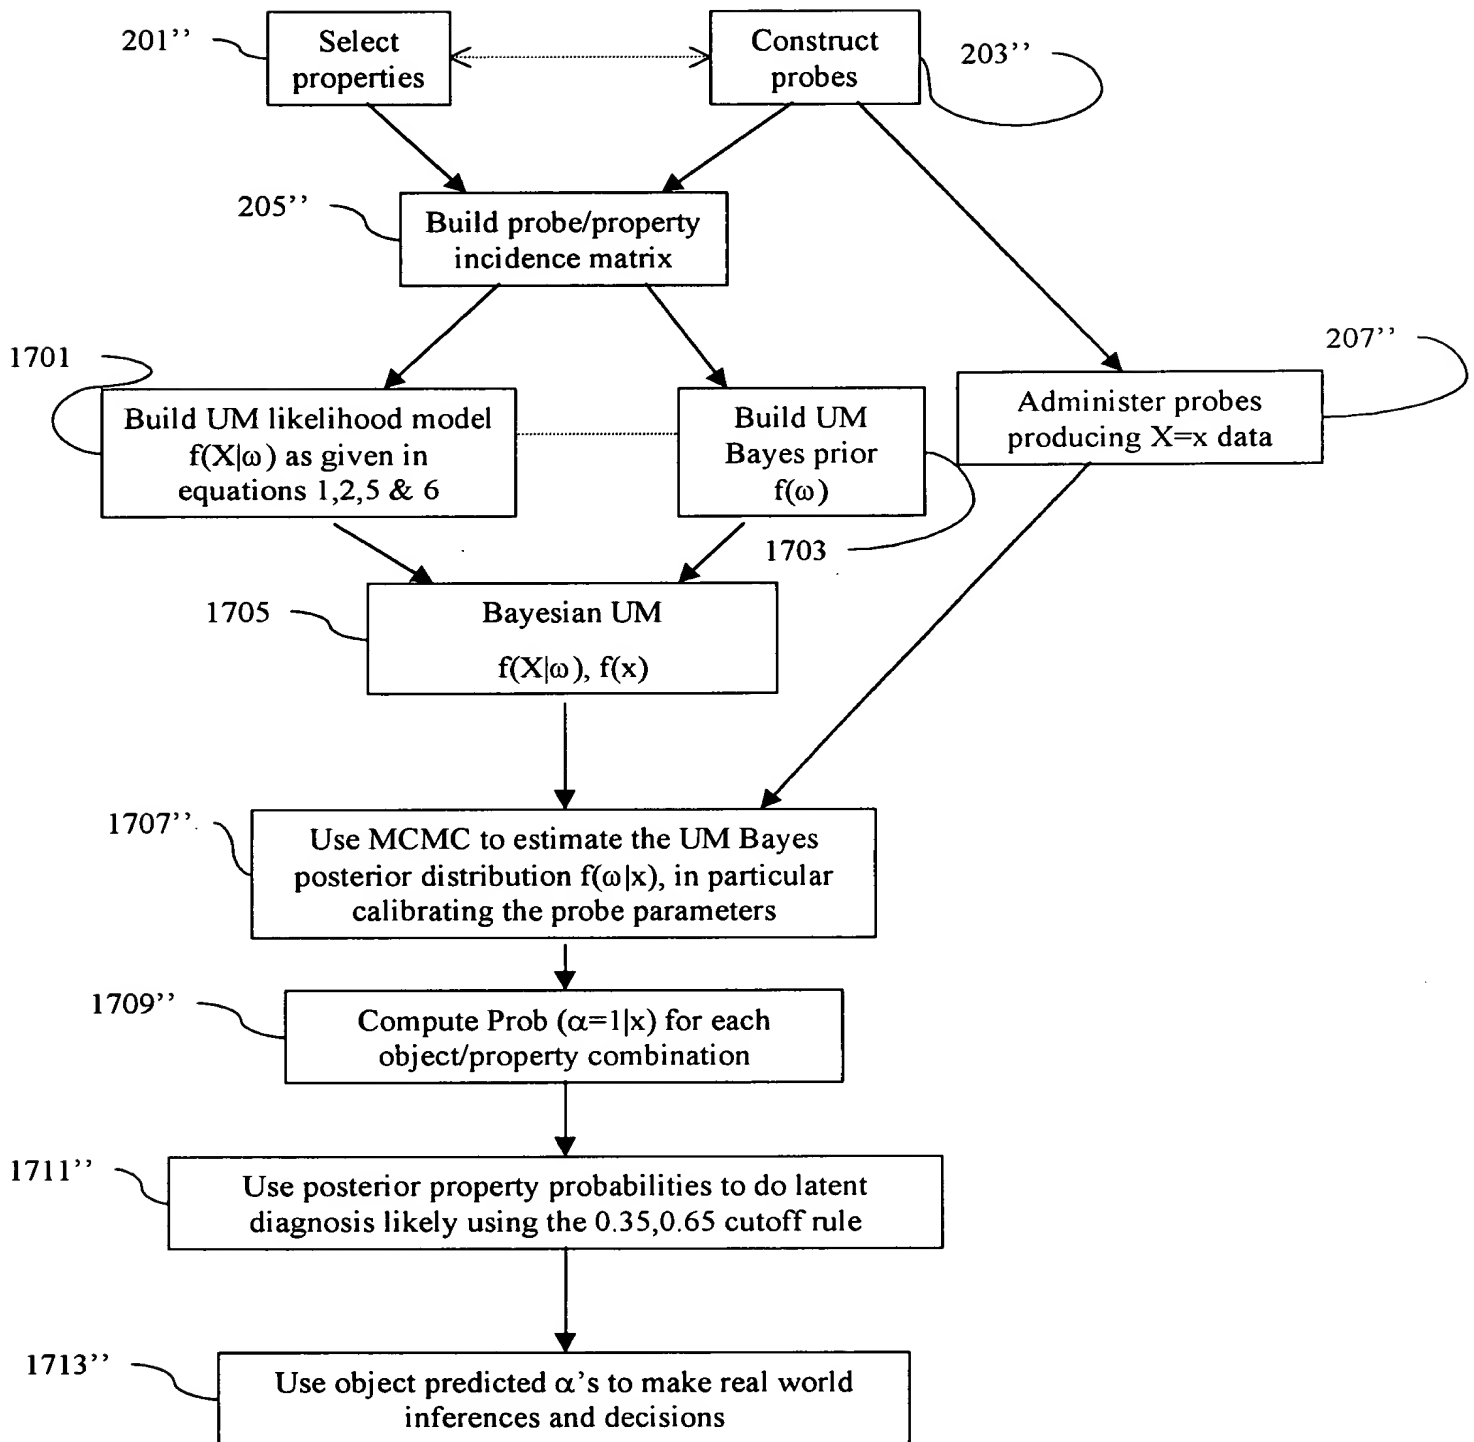 201’’
Select
properties
Construct
probes
203’’
205’’
Build probe/property
incidence matrix
1701
Build UM likelihood model
f(X|ω) as given in
equations 1,2,5 & 6
Build UM
Bayes prior
f(ω)
1703
207’’
Administer probes
producing X=x data
1705
Bayesian UM
f(X|ω), f(x)
1707’’
Use MCMC to estimate the UM Bayes
posterior distribution f(ω|x), in particular
calibrating the probe parameters
1709’’
Compute Prob (α=1|x) for each
object/property combination
1711’’
Use posterior property probabilities to do latent
diagnosis likely using the 0.35,0.65 cutoff rule
1713’’
Use object predicted α’s to make real world
inferences and decisions